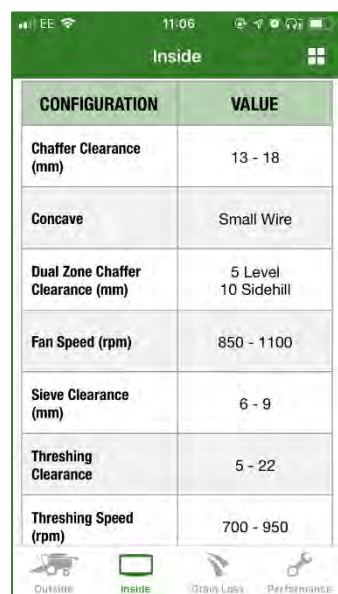 EE 11:06
Inside
CONFIGURATION VALUE
Chaffer Clearance
(mm)
13 - 18
Concave Small Wire
Dual Zone Chaffer
Clearance (mm)
5 Level
10 Sidehill
Fan Speed (rpm) 850 - 1100
Sieve Clearance
(mm)
6 - 9
Threshing
Clearance
5 - 22
Threshing Speed
(rpm)
700 - 950
Outside Inside Grain Loss Performance